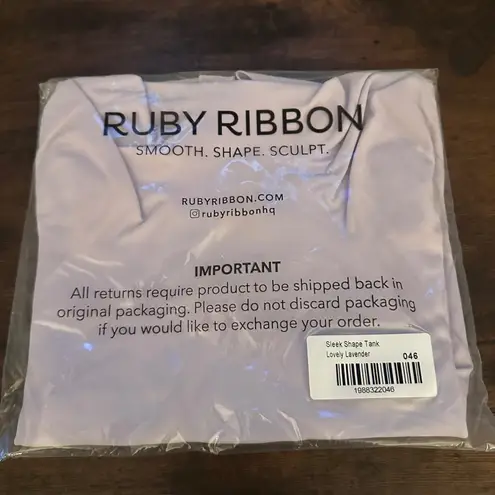 RUBY RIBBON
SMOOTH. SHAPE. SCULPT.
RUBYRIBBON.COM
@rubyribbonhq
IMPORTANT
All returns require product to be shipped back in
original packaging. Please do not discard packaging
if you would like to exchange your order.
Sleek Shape Tank
Lovely Lavender 046
1988322046